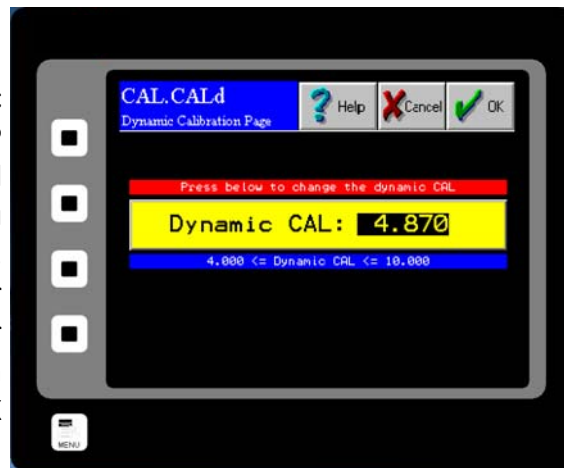 CAL.CALd
Dynamic Calibration Page
Help
Cancel
OK
Press below to change the dynamic CAL
Dynamic CAL: 4.870
4.000 <= Dynamic CAL <= 10.000
MENU